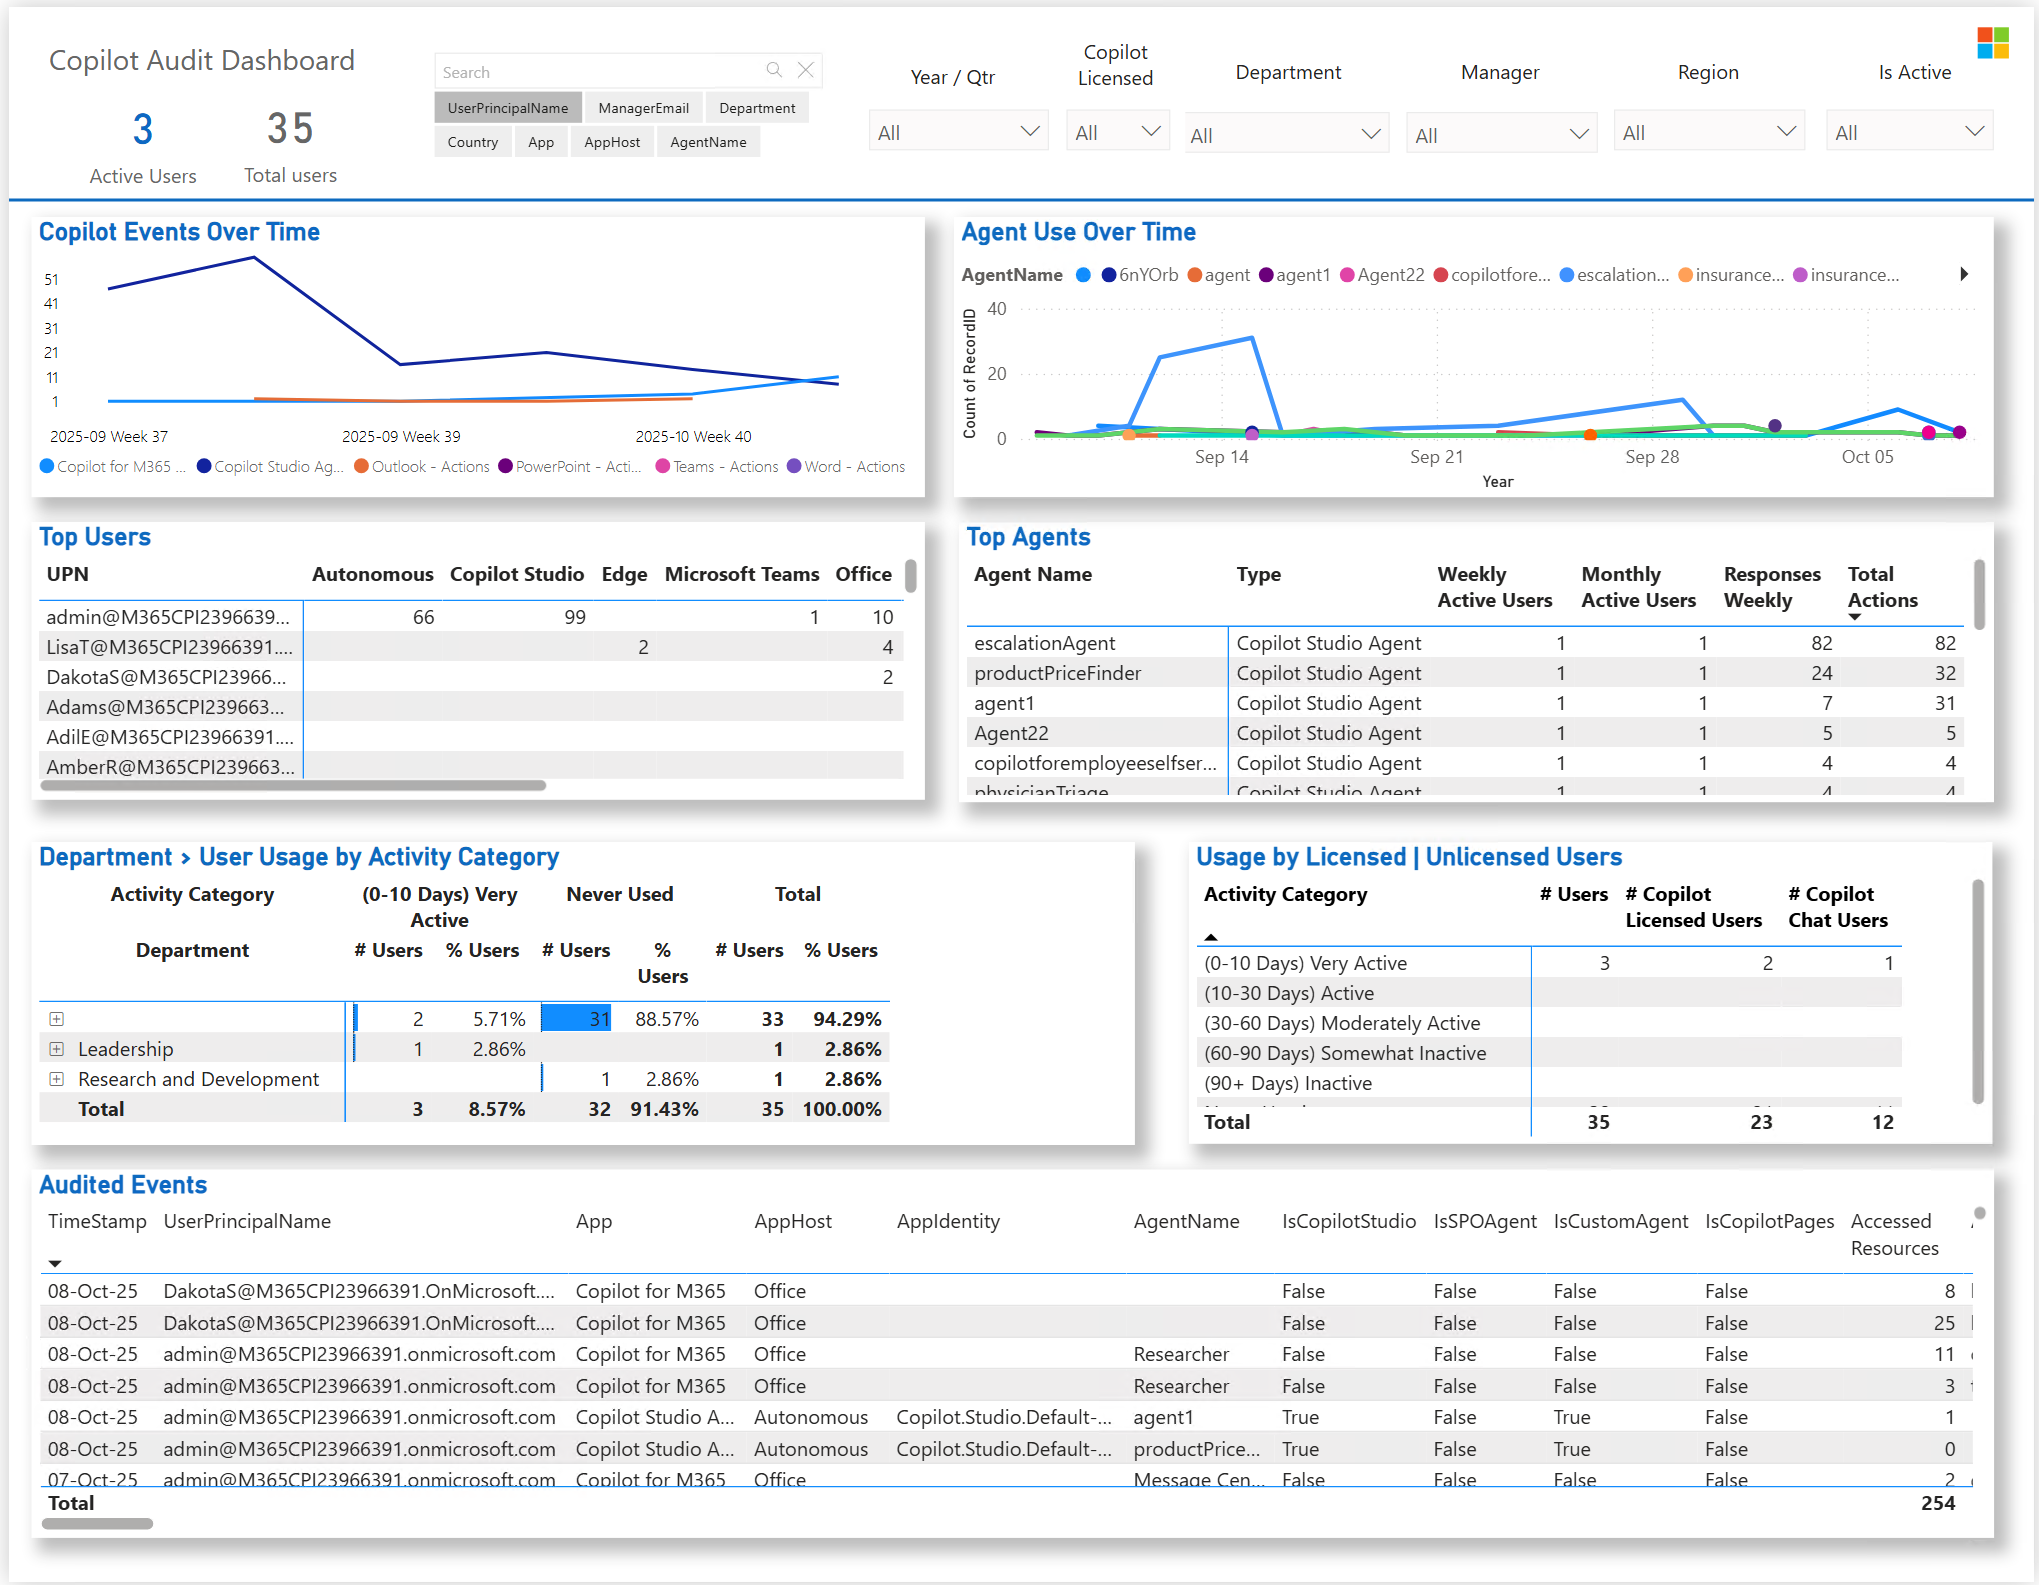 Copilot Audit Dashboard
3
Active Users
35
Total users
Search
UserPrincipalName ManagerEmail Department
Country App AppHost AgentName
Year / Qtr
All
Copilot
Licensed
All
Department
All
Manager
All
Region
All
Is Active
All
Copilot Events Over Time
51
41
31
21
11
1
2025-09 Week 37 2025-09 Week 39 2025-10 Week 40
Copilot for M365 ... Copilot Studio Ag... Outlook - Actions PowerPoint - Acti... Teams - Actions Word - Actions
Agent Use Over Time
AgentName 6nYOrb agent agent1 Agent22 copilotfore... escalation... insurance... insurance...
Count of RecordID
40
20
0
Sep 14 Sep 21 Sep 28 Oct 05
Year
Top Users
UPN Autonomous Copilot Studio Edge Microsoft Teams Office
admin@M365CPI2396639... 66 99 1 10
LisaT@M365CPI23966391.... 2 4
DakotaS@M365CPI23966... 2
Adams@M365CPI239663...
AdilE@M365CPI23966391....
AmberR@M365CPI239663...
Top Agents
Agent Name Type Weekly Active Users Monthly Active Users Responses Weekly Total Actions
escalationAgent Copilot Studio Agent 1 1 82 82
productPriceFinder Copilot Studio Agent 1 1 24 32
agent1 Copilot Studio Agent 1 1 7 31
Agent22 Copilot Studio Agent 1 1 5 5
copilotforemployeeselfser... Copilot Studio Agent 1 1 4 4
physicianTriage Copilot Studio Agent 1 1 4 4
Department > User Usage by Activity Category
Activity Category (0-10 Days) Very Active Never Used Total
Department # Users % Users # Users % Users # Users % Users
2 5.71% 31 88.57% 33 94.29%
Leadership 1 2.86% 1 2.86%
Research and Development 1 2.86% 1 2.86%
Total 3 8.57% 32 91.43% 35 100.00%
Usage by Licensed | Unlicensed Users
Activity Category # Users # Copilot Licensed Users # Copilot Chat Users
(0-10 Days) Very Active 3 2 1
(10-30 Days) Active
(30-60 Days) Moderately Active
(60-90 Days) Somewhat Inactive
(90+ Days) Inactive
Total 35 23 12
Audited Events
TimeStamp UserPrincipalName App AppHost AppIdentity AgentName IsCopilotStudio IsSPOAgent IsCustomAgent IsCopilotPages Accessed Resources
08-Oct-25 DakotaS@M365CPI23966391.OnMicrosoft.... Copilot for M365 Office False False False False 8
08-Oct-25 DakotaS@M365CPI23966391.OnMicrosoft.... Copilot for M365 Office False False False False 25
08-Oct-25 admin@M365CPI23966391.onmicrosoft.com Copilot for M365 Office Researcher False False False False 11
08-Oct-25 admin@M365CPI23966391.onmicrosoft.com Copilot for M365 Office Researcher False False False False 3
08-Oct-25 admin@M365CPI23966391.onmicrosoft.com Copilot Studio A... Autonomous Copilot.Studio.Default-... agent1 True False True False 1
08-Oct-25 admin@M365CPI23966391.onmicrosoft.com Copilot Studio A... Autonomous Copilot.Studio.Default-... productPrice... True False True False 0
07-Oct-25 admin@M365CPI23966391.onmicrosoft.com Copilot for M365 Office Message Cen... False False False False 2
Total 254